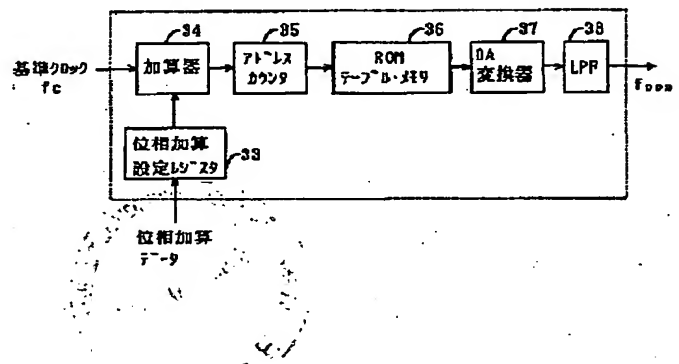 34
35
36
37
38
基準クロック
fC
加算器
アドレス
カウンタ
ROM
テーブル・メモリ
DA
変換器
LPF
位相加算
設定レジスタ
33
位相加算
データ